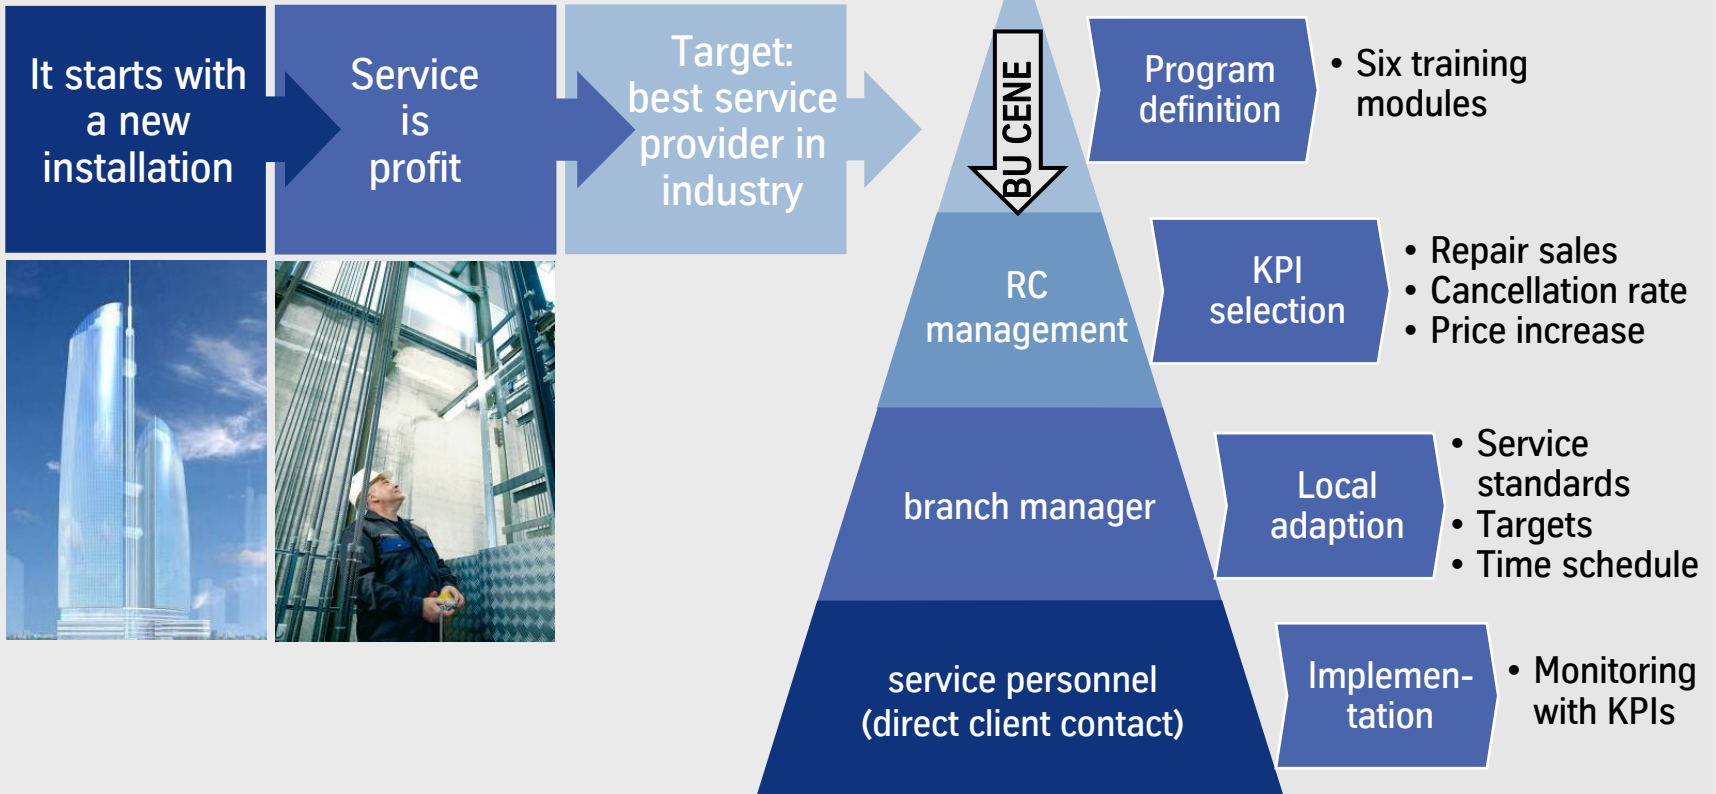 It starts with
a new
installation
Service
is
profit
Target:
best service
provider in
industry
BU CENE
Program
definition
• Six training
modules
RC
management
KPI
selection
• Repair sales
• Cancellation rate
• Price increase
branch manager
Local
adaption
• Service
standards
• Targets
• Time schedule
service personnel
(direct client contact)
Implemen-
tation
• Monitoring
with KPIs